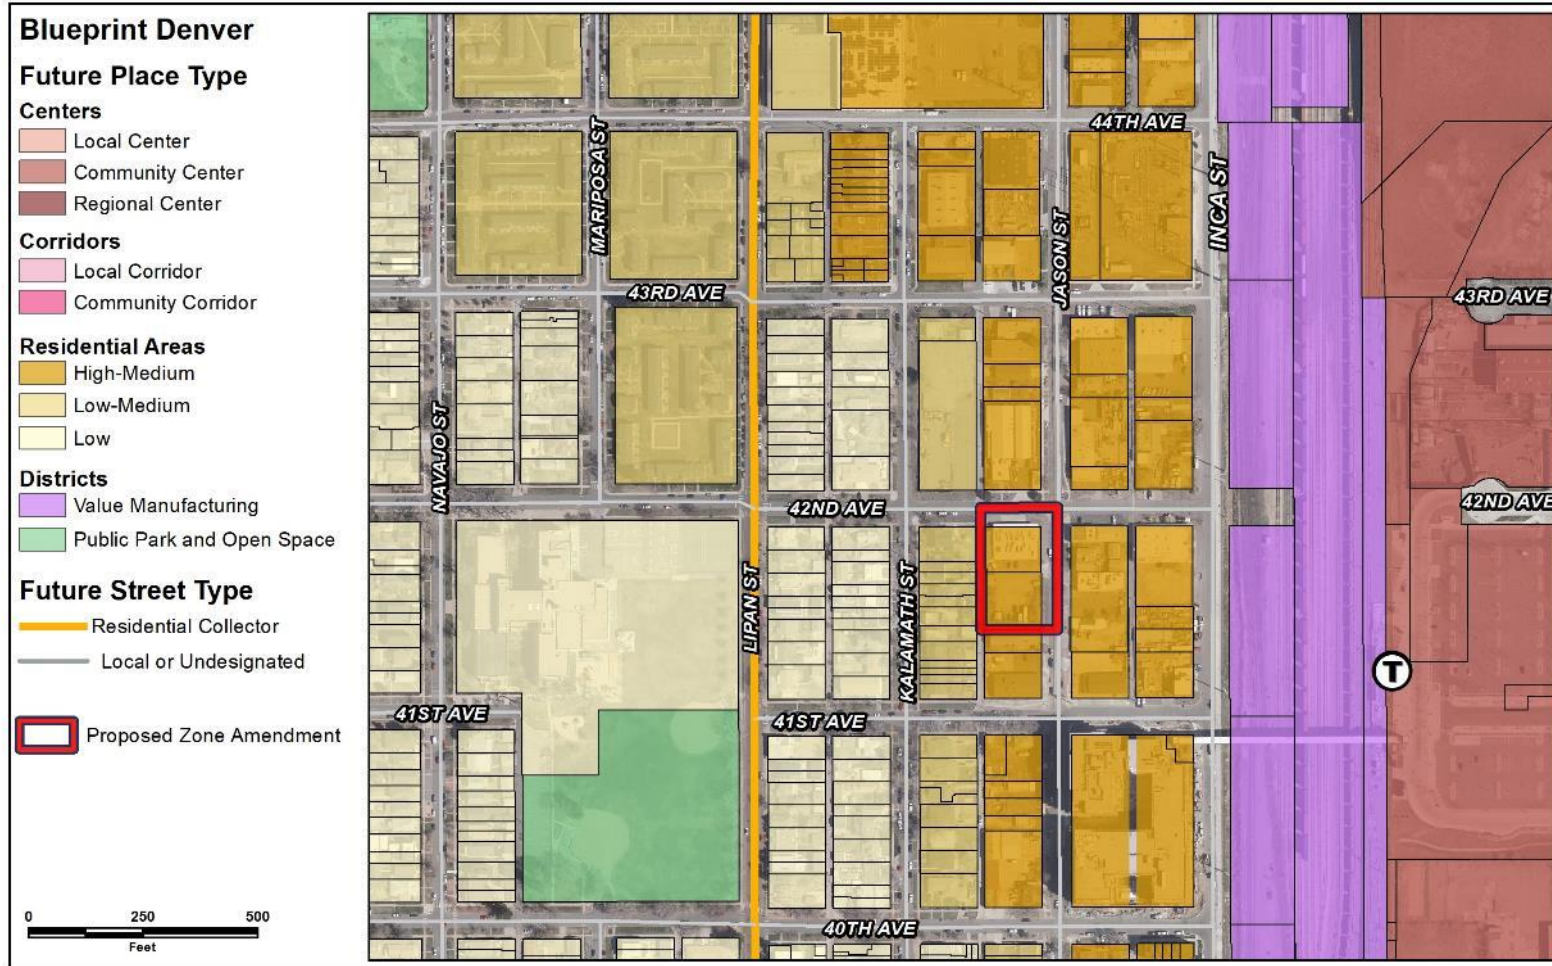 Blueprint Denver
Future Place Type
Centers
Local Center
Community Center
Regional Center
Corridors
Local Corridor
Community Corridor
Residential Areas
High-Medium
Low-Medium
Low
Districts
Value Manufacturing
Public Park and Open Space
Future Street Type
Residential Collector
Local or Undesignated
Proposed Zone Amendment
0 250 500
Feet
44TH AVE
MARIPOSA ST
INCA ST
JASON ST
43RD AVE
43RD AVE
NAVAJO ST
42ND AVE
42ND AVE
LIPAN ST
KALAMATH ST
T
41ST AVE
41ST AVE
40TH AVE